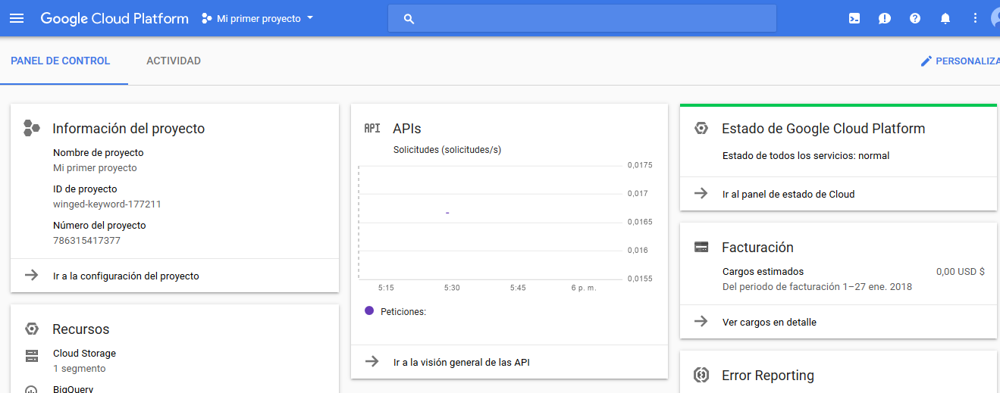 Google Cloud Platform
Mi primer proyecto
PANEL DE CONTROL
ACTIVIDAD
PERSONALIZA
Información del proyecto
Nombre de proyecto
Mi primer proyecto
ID de proyecto
winged-keyword-177211
Número del proyecto
786315417377
Ir a la configuración del proyecto
Recursos
Cloud Storage
1 segmento
BigQuery
API
APIs
Solicitudes (solicitudes/s)
0,0175
0,017
0,0165
0,016
0,0155
5:15 5:30 5:45 6 p. m.
Peticiones:
Ir a la visión general de las API
Estado de Google Cloud Platform
Estado de todos los servicios: normal
Ir al panel de estado de Cloud
Facturación
Cargos estimados 0,00 USD $
Del periodo de facturación 1–27 ene. 2018
Ver cargos en detalle
Error Reporting